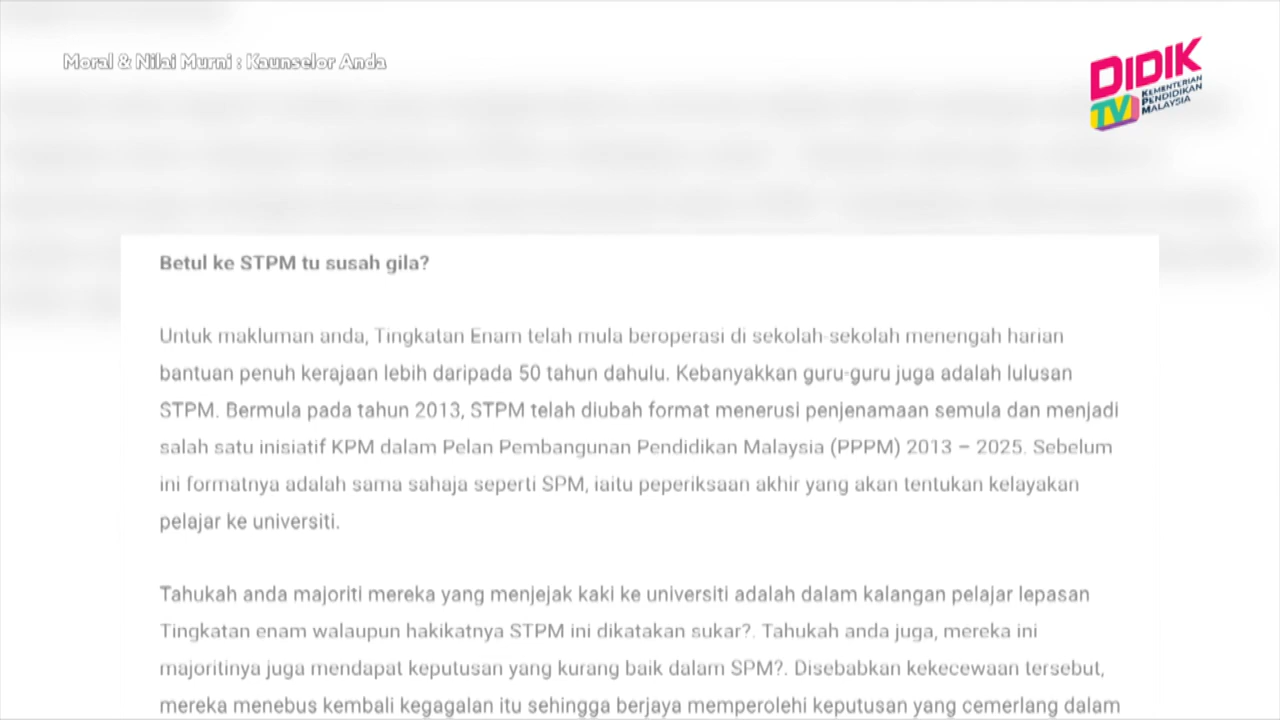 Moral & Nilai Murni : Kaunselor Anda
DIDIK
TV
KEMENTERIAN
PENDIDIKAN
MALAYSIA
Betul ke STPM tu susah gila?
Untuk makluman anda, Tingkatan Enam telah mula beroperasi di sekolah-sekolah menengah harian
bantuan penuh kerajaan lebih daripada 50 tahun dahulu. Kebanyakkan guru-guru juga adalah lulusan
STPM. Bermula pada tahun 2013, STPM telah diubah format menerusi penjenamaan semula dan menjadi
salah satu inisiatif KPM dalam Pelan Pembangunan Pendidikan Malaysia (PPPM) 2013 – 2025. Sebelum
ini formatnya adalah sama sahaja seperti SPM, iaitu peperiksaan akhir yang akan tentukan kelayakan
pelajar ke universiti.
Tahukah anda majoriti mereka yang menjejak kaki ke universiti adalah dalam kalangan pelajar lepasan
Tingkatan enam walaupun hakikatnya STPM ini dikatakan sukar?. Tahukah anda juga, mereka ini
majoritinya juga mendapat keputusan yang kurang baik dalam SPM?. Disebabkan kekecewaan tersebut,
mereka menebus kembali kegagalan itu sehingga berjaya memperolehi keputusan yang cemerlang dalam